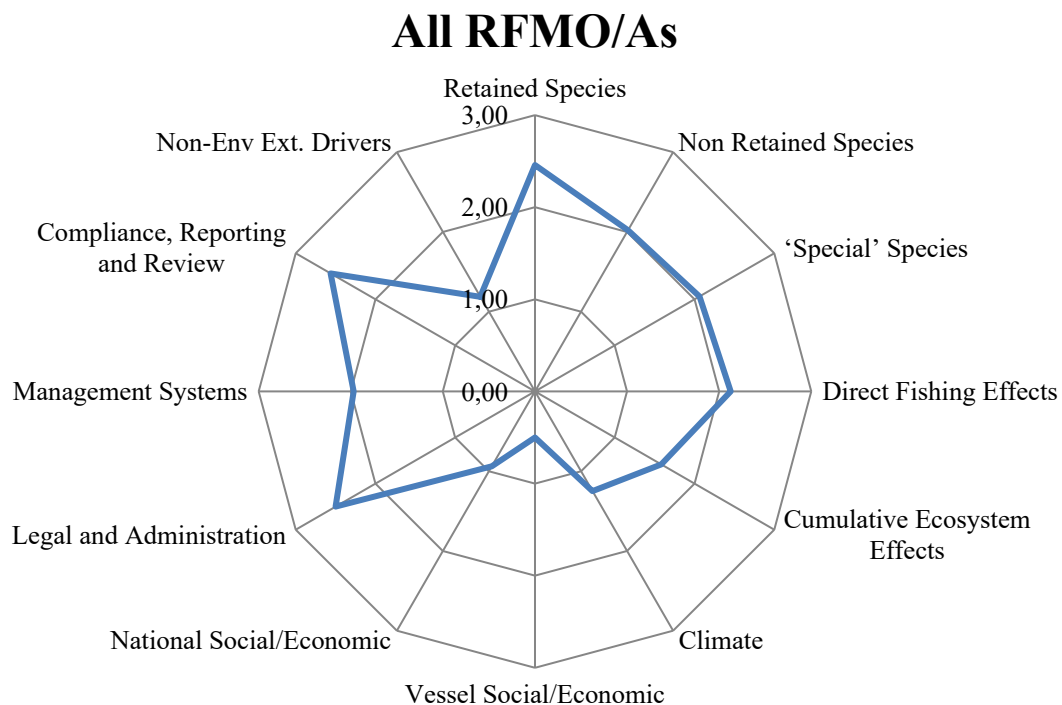 All RFMO/As
Retained Species
3,00
Non-Env Ext. Drivers
Non Retained Species
2,00
Compliance, Reporting
and Review
‘Special’ Species
1,00
Management Systems
0,00
Direct Fishing Effects
Legal and Administration
Cumulative Ecosystem
Effects
National Social/Economic
Climate
Vessel Social/Economic